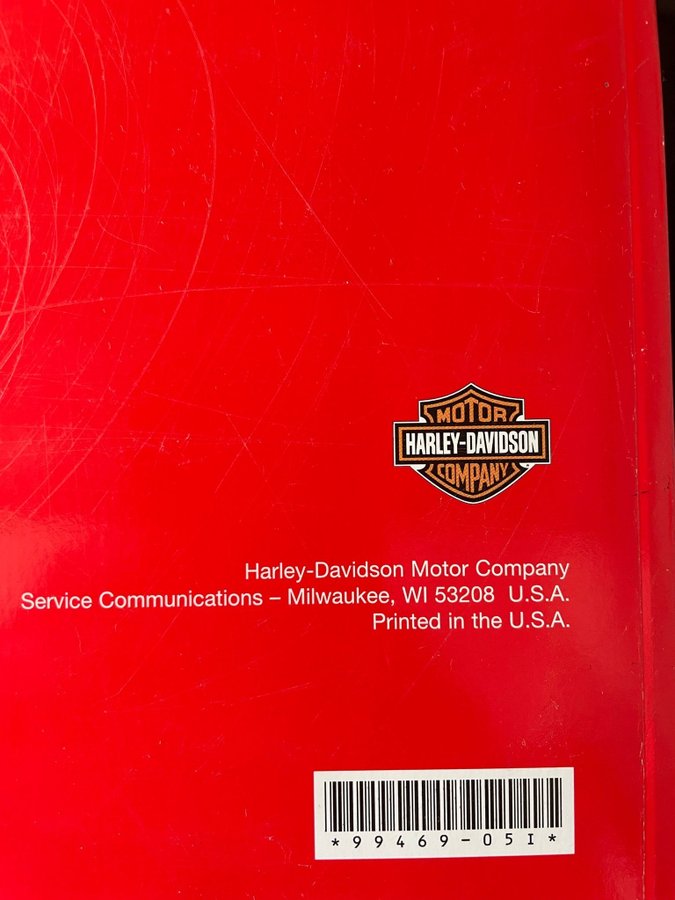 MOTOR
HARLEY-DAVIDSON
COMPANY
Harley-Davidson Motor Company
Service Communications – Milwaukee, WI 53208 U.S.A.
Printed in the U.S.A.
*99469-05I*